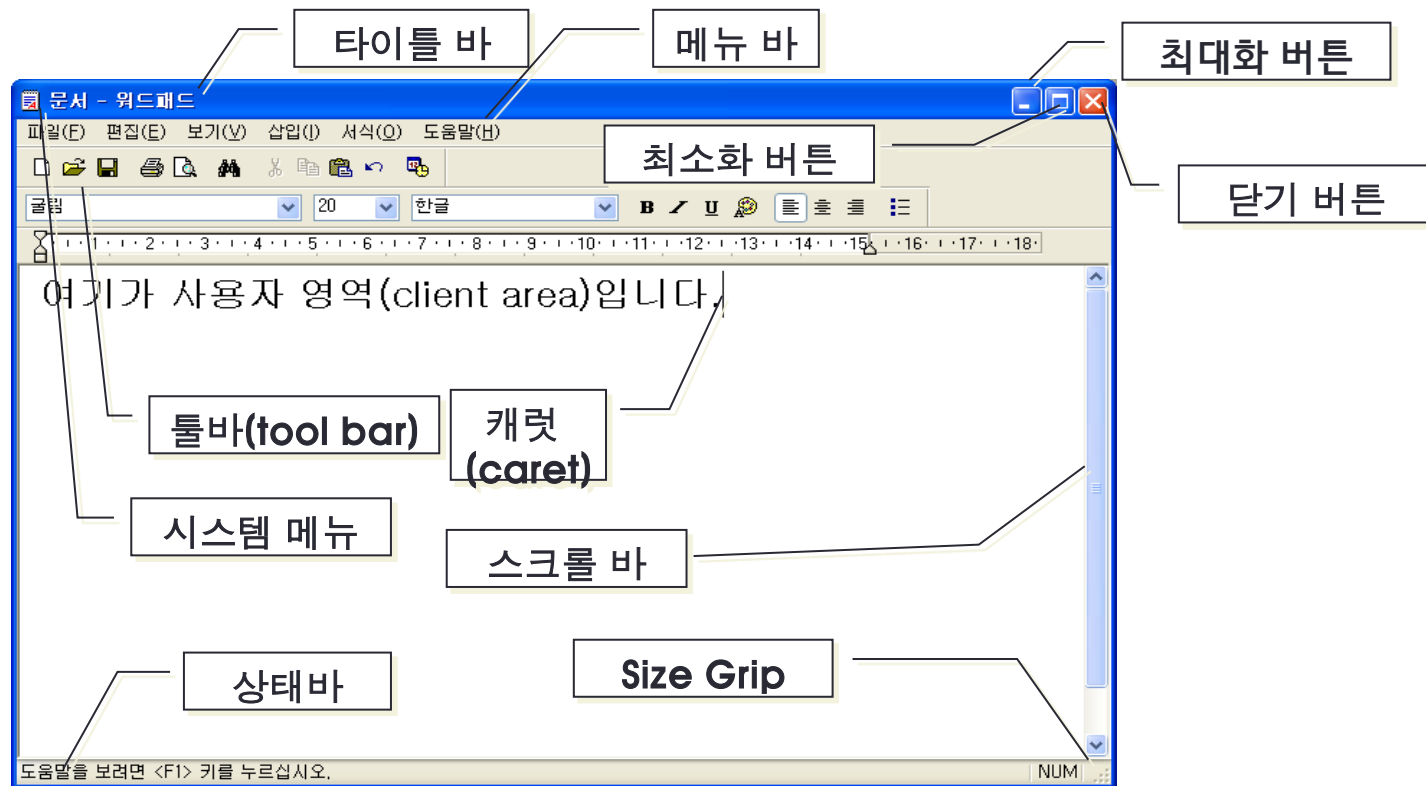 타이틀 바
메뉴 바
최대화 버튼
문서 - 워드패드
파일(F) 편집(E) 보기(V) 삽입(I) 서식(O) 도움말(H)
최소화 버튼
닫기 버튼
굴림 20 한글
1 2 3 4 5 6 7 8 9 10 11 12 13 14 15 16 17 18
여기가 사용자 영역(client area)입니다.
툴바(tool bar)
캐럿
(caret)
시스템 메뉴
스크롤 바
상태바
Size Grip
도움말을 보려면 <F1> 키를 누르십시오.
NUM